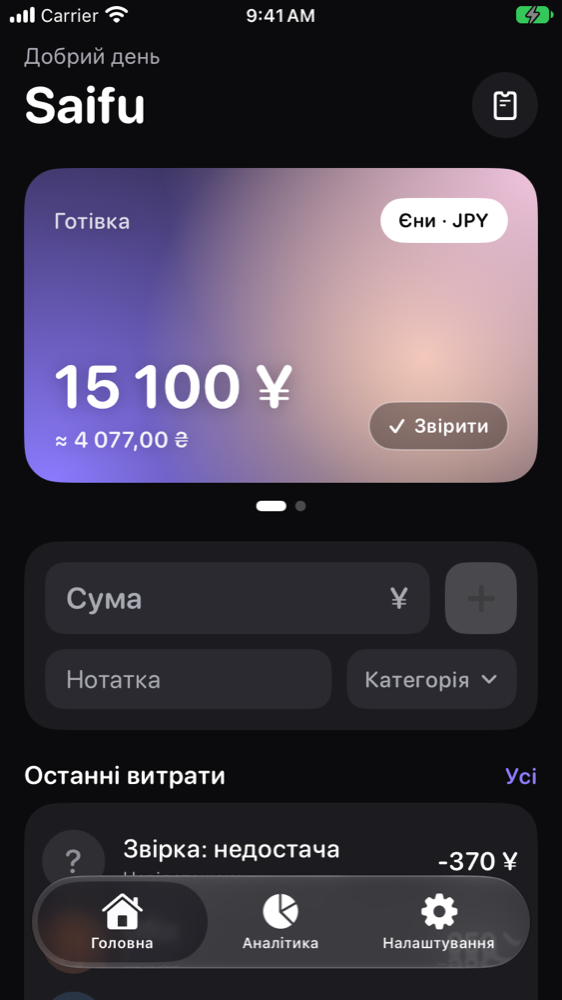 Carrier 9:41 AM
Добрий день
Saifu
Готівка
Єни · JPY
15 100 ¥
≈ 4 077,00 ₴
Звірити
Сума ¥
Нотатка
Категорія
Останні витрати
Усі
Звірка: недостача
-370 ¥
?
Головна
Аналітика
Налаштування